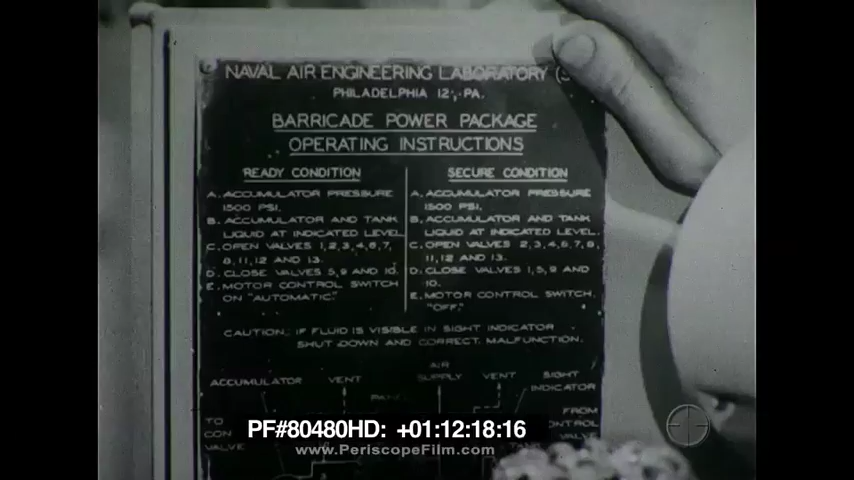 NAVAL AIR ENGINEERING LABORATORY (S
PHILADELPHIA 12, PA.
BARRICADE POWER PACKAGE
OPERATING INSTRUCTIONS
READY CONDITION
A. ACCUMULATOR PRESSURE
1500 PSI.
B. ACCUMULATOR AND TANK
LIQUID AT INDICATED LEVEL
C. OPEN VALVES 1,2,3,4,6,7,
8,11,12 AND 13.
D. CLOSE VALVES 5,9 AND 10.
E. MOTOR CONTROL SWITCH
ON "AUTOMATIC."
SECURE CONDITION
A. ACCUMULATOR PRESSURE
1500 PSI.
B. ACCUMULATOR AND TANK
LIQUID AT INDICATED LEVEL.
C. OPEN VALVES 2,3,4,6,7,8,
11,12 AND 13.
D. CLOSE VALVES 1,5,9 AND
10.
E. MOTOR CONTROL SWITCH.
"OFF."
CAUTION: IF FLUID IS VISIBLE IN SIGHT INDICATOR
SHUT DOWN AND CORRECT MALFUNCTION.
ACCUMULATOR
VENT
AIR
SUPPLY
VENT
SIGHT
INDICATOR
TO
CON
VALVE
FROM
ONTROL
VALVE
TAN
PF#80480HD: +01:12:18:16
www.PeriscopeFilm.com